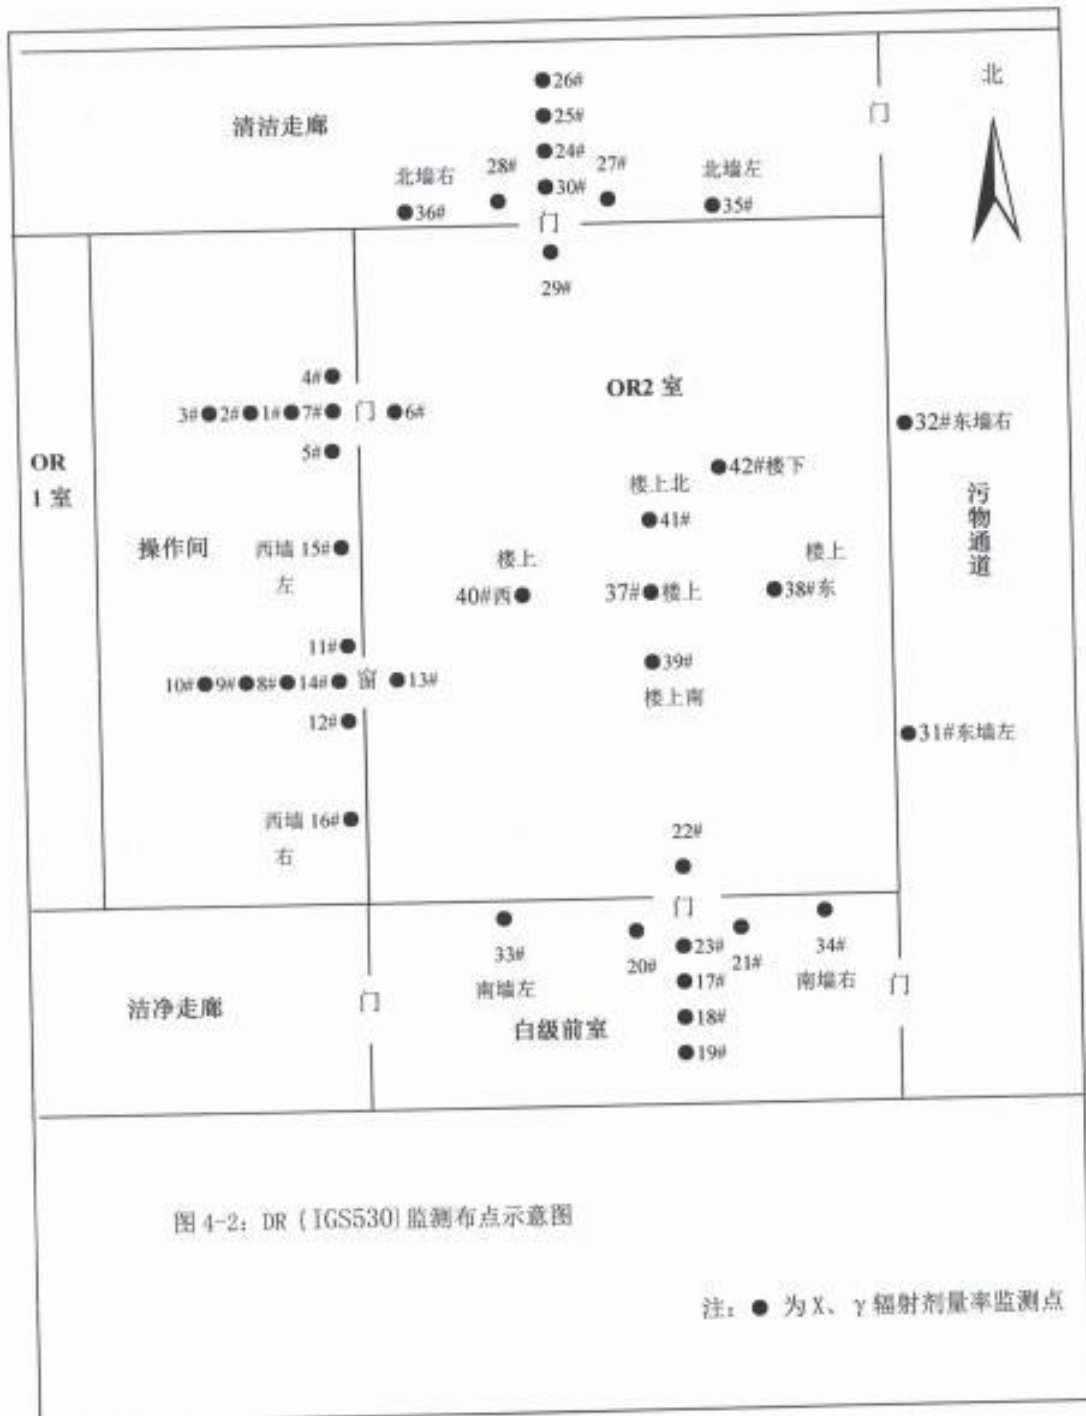 北
26#
25#
门
清洁走廊
24#
28#
27#
北墙右
北墙左
30#
36#
35#
门
29#
4#
OR2 室
3# 2# 1# 7# 门 6#
32#东墙右
5#
OR
1 室
42#楼下
楼上北
污物通道
41#
操作间
西墙 15#
左
楼上
楼上
40#西
37#楼上
38#东
11#
39#
10# 9# 8# 14# 窗 13#
楼上南
12#
31#东墙左
西墙 16#
右
22#
门
33#
南墙左
20#
23#
21#
34#
南墙右
17#
门
门
洁净走廊
白级前室
18#
19#
图 4-2：DR（IGS530)监测布点示意图
注：● 为 X、γ辐射剂量率监测点